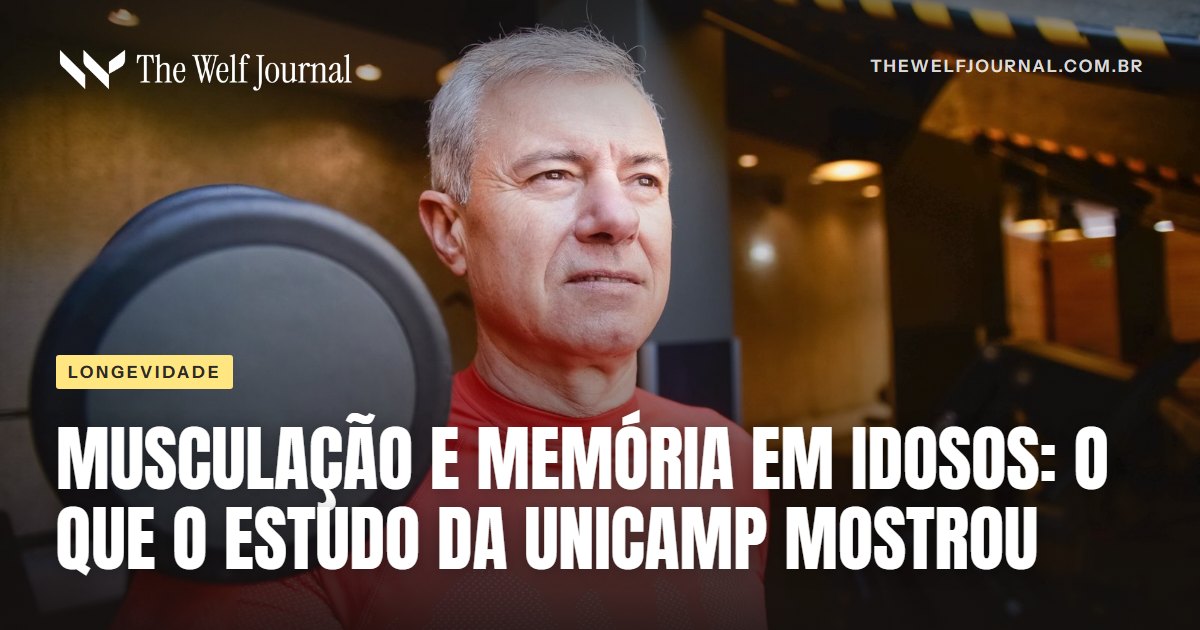 The Welf Journal
THEWELFJOURNAL.COM.BR
LONGEVIDADE
MUSCULAÇÃO E MEMÓRIA EM IDOSOS: O
QUE O ESTUDO DA UNICAMP MOSTROU